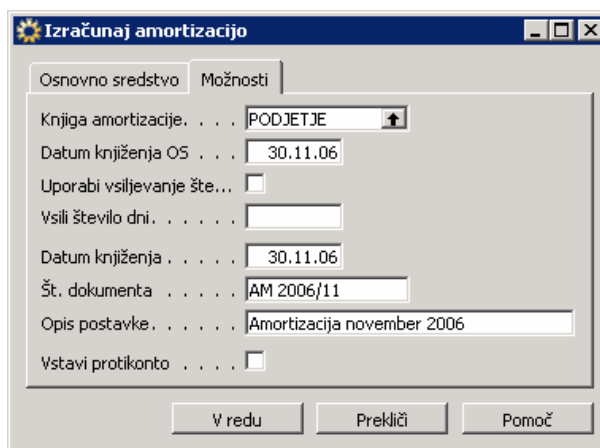 Izračunaj amortizacijo
Osnovno sredstvo Možnosti
Knjiga amortizacije. . . . PODJETJE
Datum knjiženja OS . . . 30.11.06
Uporabi vsiljevanje šte...
Vsili število dni. . . . . . .
Datum knjiženja . . . . . 30.11.06
Št. dokumenta . . . . . AM 2006/11
Opis postavke. . . . . . Amortizacija november 2006
Vstavi protikonto . . . .
V redu Prekliči Pomoč